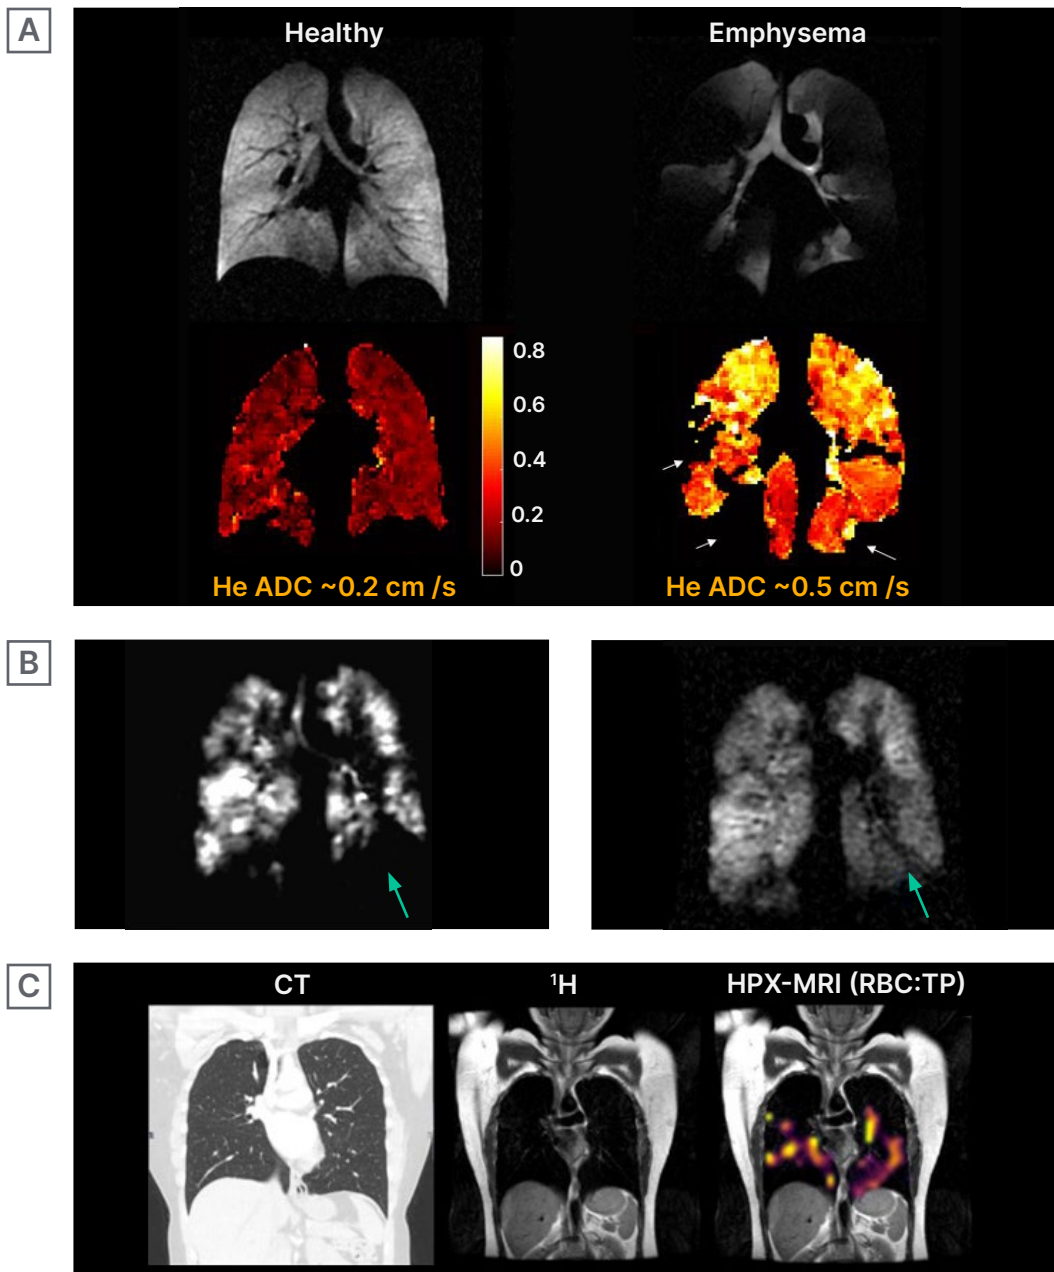 A
Healthy
Emphysema
0.8
0.6
0.4
0.2
0
He ADC ~0.2 cm /s
He ADC ~0.5 cm /s
B
C
CT
¹H
HPX-MRI (RBC:TP)